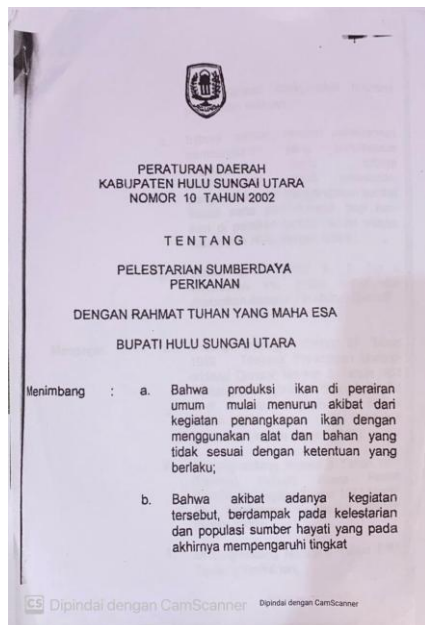 PERATURAN DAERAH
KABUPATEN HULU SUNGAI UTARA
NOMOR 10 TAHUN 2002
TENTANG
PELESTARIAN SUMBERDAYA
PERIKANAN
DENGAN RAHMAT TUHAN YANG MAHA ESA
BUPATI HULU SUNGAI UTARA
Menimbang : a. Bahwa produksi ikan di perairan
umum mulai menurun akibat dari
kegiatan penangkapan ikan dengan
menggunakan alat dan bahan yang
tidak sesuai dengan ketentuan yang
berlaku;
b. Bahwa akibat adanya kegiatan
tersebut, berdampak pada kelestarian
dan populasi sumber hayati yang pada
akhirnya mempengaruhi tingkat
CS Dipindai dengan CamScanner Dipindai dengan CamScanner